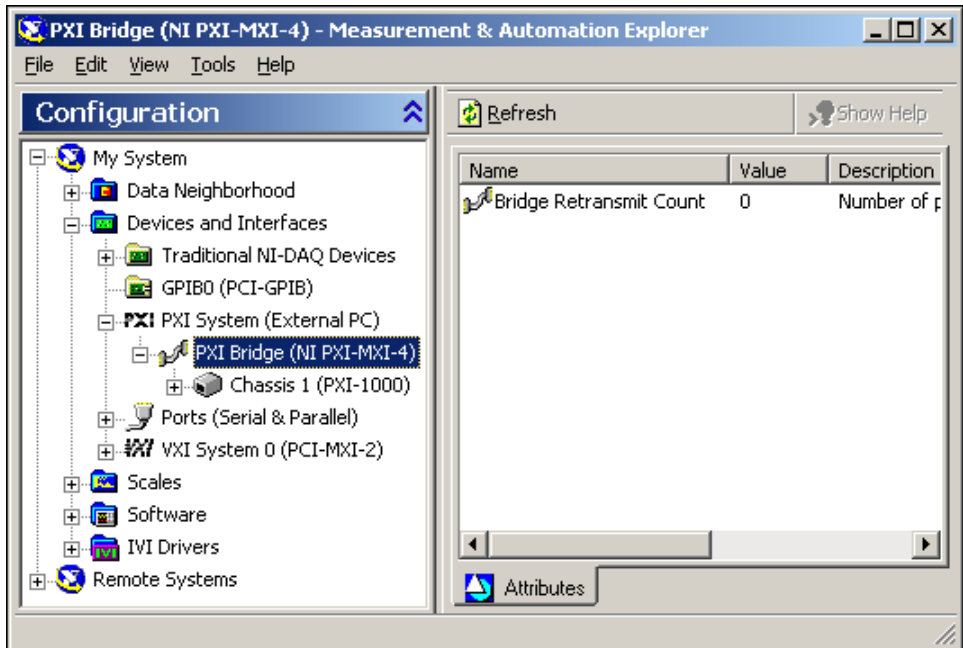 PXI Bridge (NI PXI-MXI-4) - Measurement & Automation Explorer
File Edit View Tools Help
Configuration
My System
Data Neighborhood
Devices and Interfaces
Traditional NI-DAQ Devices
GPIB0 (PCI-GPIB)
PXI PXI System (External PC)
PXI Bridge (NI PXI-MXI-4)
Chassis 1 (PXI-1000)
Ports (Serial & Parallel)
VXI VXI System 0 (PCI-MXI-2)
Scales
Software
IVI IVI Drivers
Remote Systems
Refresh Show Help
Name Value Description
Bridge Retransmit Count 0 Number of
Attributes